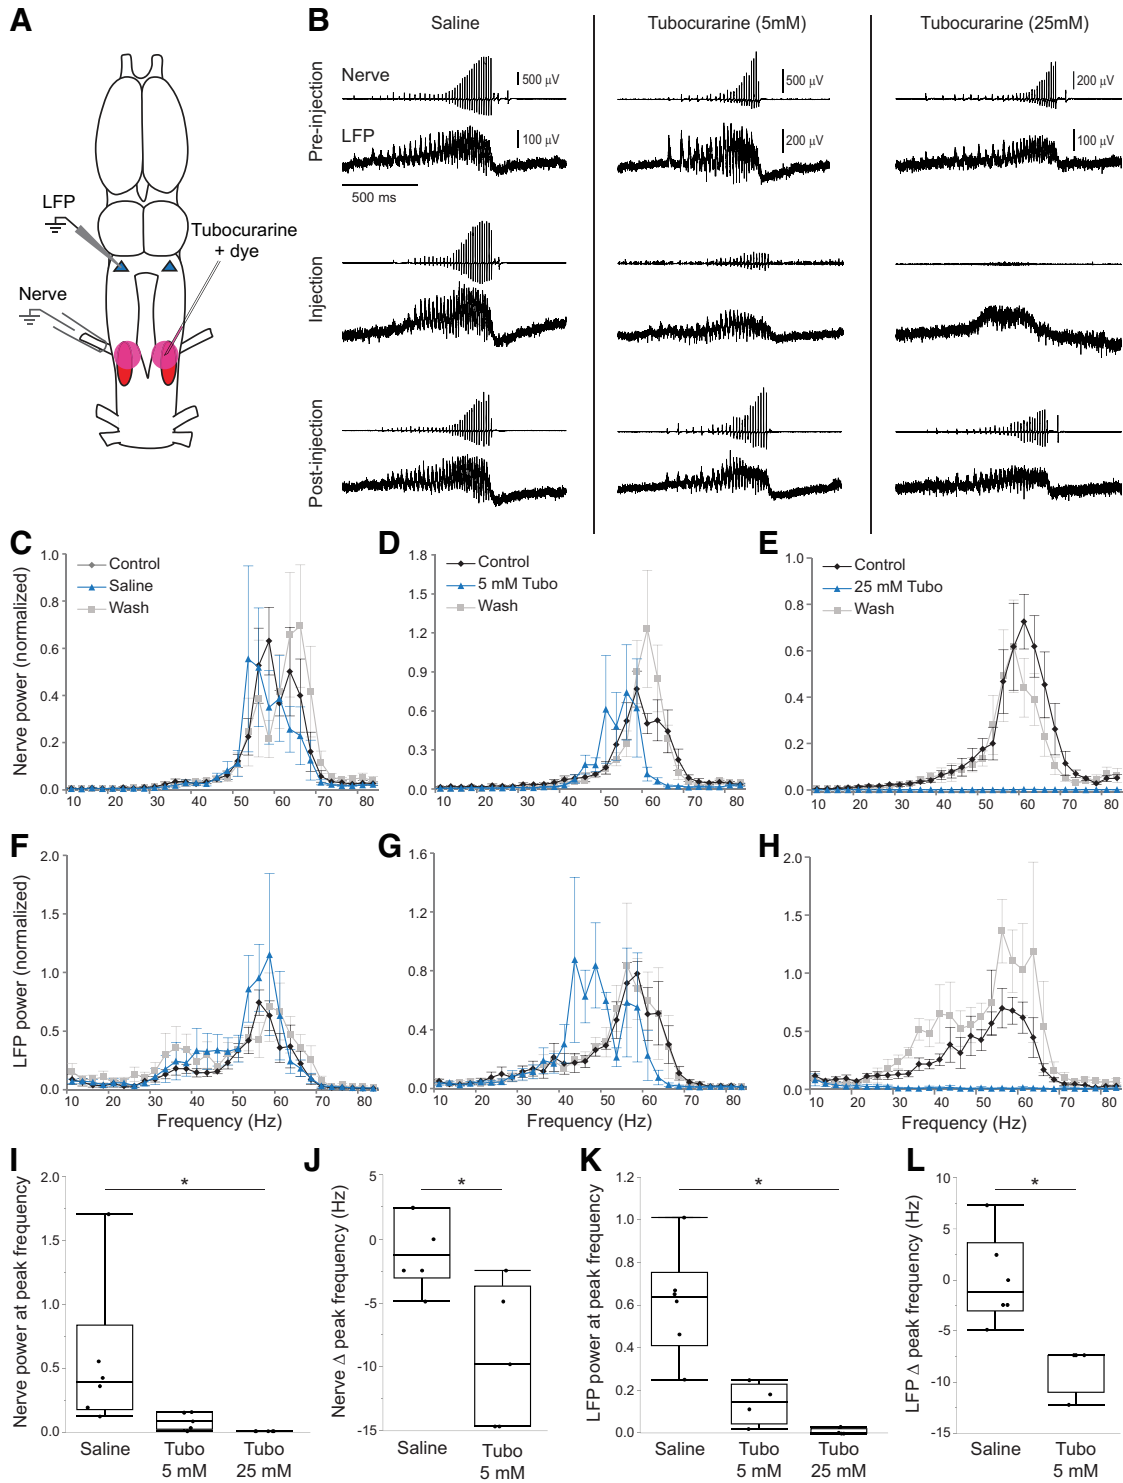 A
LFP
Tubocurarine
+ dye
Nerve
B
Saline
Tubocurarine (5mM)
Tubocurarine (25mM)
Pre-injection
Nerve
500 µV
500 µV
200 µV
LFP
100 µV
200 µV
100 µV
500 ms
Injection
Post-injection
C
Nerve power (normalized)
1.0
0.8
0.6
0.4
0.2
0.0
10 20 30 40 50 60 70 80
Control
Saline
Wash
D
1.8
1.5
1.2
0.9
0.6
0.3
0.0
10 20 30 40 50 60 70 80
Control
5 mM Tubo
Wash
E
1.0
0.8
0.6
0.4
0.2
0.0
10 20 30 40 50 60 70 80
Control
25 mM Tubo
Wash
F
LFP power (normalized)
2.0
1.5
1.0
0.5
0.0
10 20 30 40 50 60 70 80
Frequency (Hz)
G
1.6
1.2
0.8
0.4
0.0
10 20 30 40 50 60 70 80
Frequency (Hz)
H
2.0
1.5
1.0
0.5
0.0
10 20 30 40 50 60 70 80
Frequency (Hz)
I
Nerve power at peak frequency
2.0
1.5
1.0
0.5
0.0
*
Saline
Tubo
5 mM
Tubo
25 mM
J
Nerve Δ peak frequency (Hz)
5
0
-5
-10
-15
*
Saline
Tubo
5 mM
K
LFP power at peak frequency
1.2
1.0
0.8
0.6
0.4
0.2
0.0
*
Saline
Tubo
5 mM
Tubo
25 mM
L
LFP Δ peak frequency (Hz)
10
5
0
-5
-10
-15
*
Saline
Tubo
5 mM